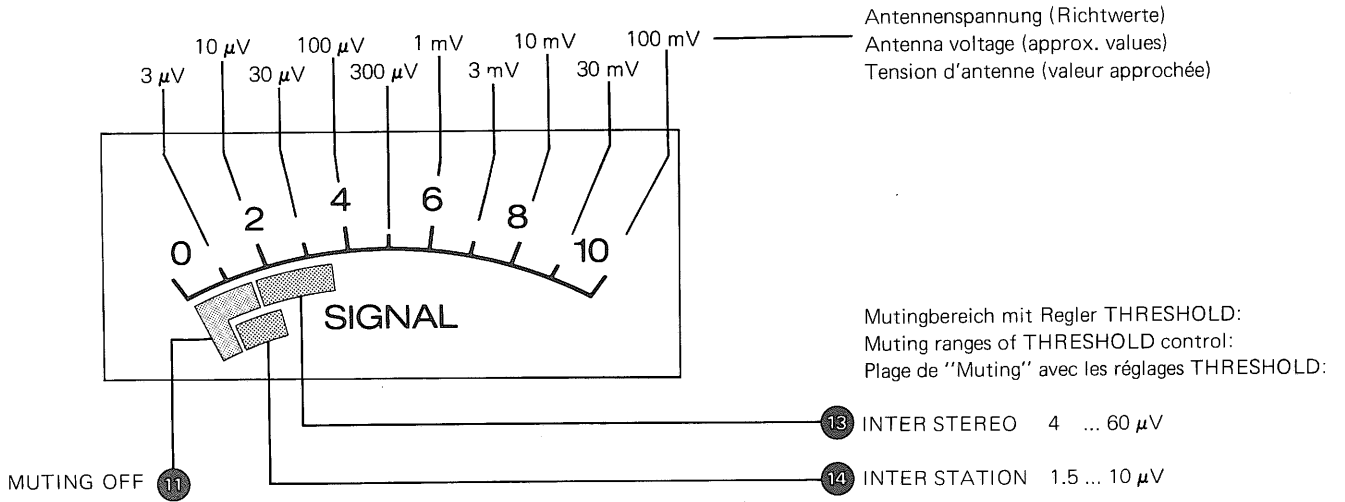 Antennenspannung (Richtwerte)
10 µV 100 µV 1 mV 10 mV 100 mV Antenna voltage (approx. values)
3 µV 30 µV 300 µV 3 mV 30 mV Tension d'antenne (valeur approchée)
0 2 4 6 8 10
SIGNAL
Mutingbereich mit Regler THRESHOLD:
Muting ranges of THRESHOLD control:
Plage de "Muting" avec les réglages THRESHOLD:
13 INTER STEREO 4 ... 60 µV
MUTING OFF 11
14 INTER STATION 1.5 ... 10 µV